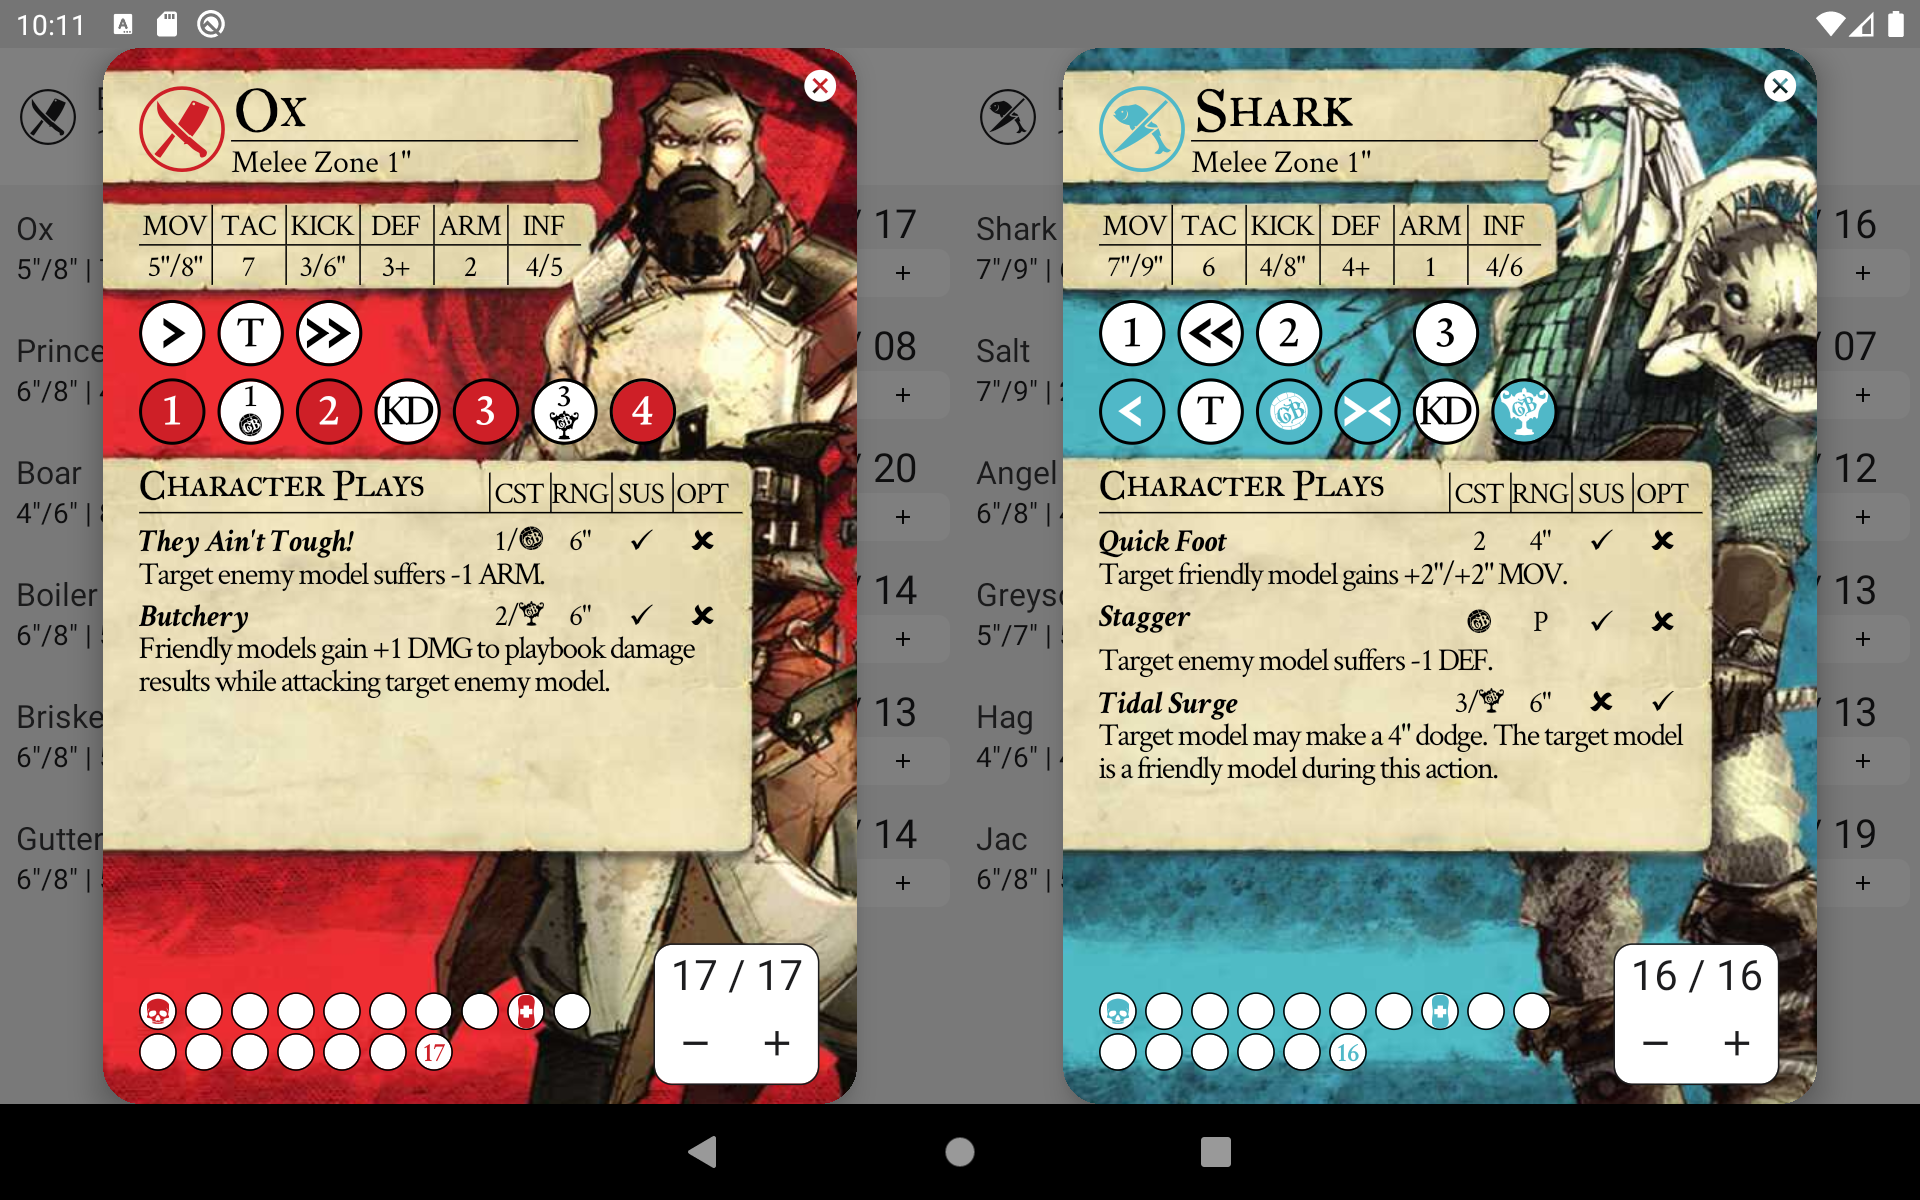 10:11
Ox
Melee Zone 1"
MOV TAC KICK DEF ARM INF
5"/8" 7 3/6" 3+ 2 4/5
> T >>
1 1 2 KD 3 3 4
CHARACTER PLAYS CST RNG SUS OPT
They Ain't Tough! 1/ 6" ✓ ✘
Target enemy model suffers -1 ARM.
Butchery 2/ 6" ✓ ✘
Friendly models gain +1 DMG to playbook damage
results while attacking target enemy model.
17
17 / 17
− +
SHARK
Melee Zone 1"
MOV TAC KICK DEF ARM INF
7"/9" 6 4/8" 4+ 1 4/6
1 << 2 3
< T GB >< KD GB
CHARACTER PLAYS CST RNG SUS OPT
Quick Foot 2 4" ✓ ✘
Target friendly model gains +2"/+2" MOV.
Stagger P ✓ ✘
Target enemy model suffers -1 DEF.
Tidal Surge 3/ 6" ✘ ✓
Target model may make a 4" dodge. The target model
is a friendly model during this action.
16
16 / 16
− +
Ox / 17
5"/8" | +
Prince 08
6"/8" | +
Boar 20
4"/6" | +
Boiler / 14
6"/8" | +
Briske / 13
6"/8" | +
Gutter / 14
6"/8" | +
Shark / 16
7"/9" | +
Salt 07
7"/9" | +
Angel / 12
6"/8" | +
Greys / 13
5"/7" | +
Hag / 13
4"/6" | +
Jac / 19
6"/8" | +